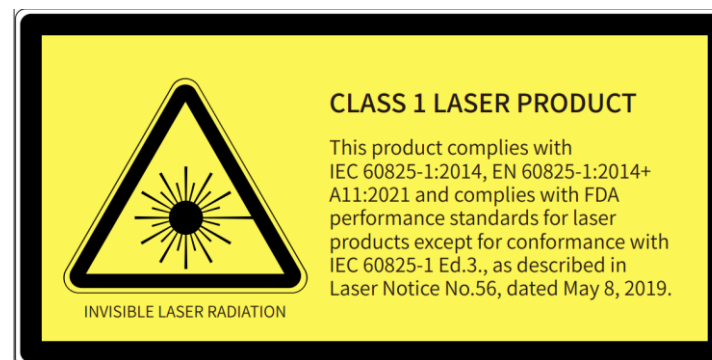 CLASS 1 LASER PRODUCT
This product complies with
IEC 60825-1:2014, EN 60825-1:2014+
A11:2021 and complies with FDA
performance standards for laser
products except for conformance with
IEC 60825-1 Ed.3., as described in
Laser Notice No.56, dated May 8, 2019.
INVISIBLE LASER RADIATION